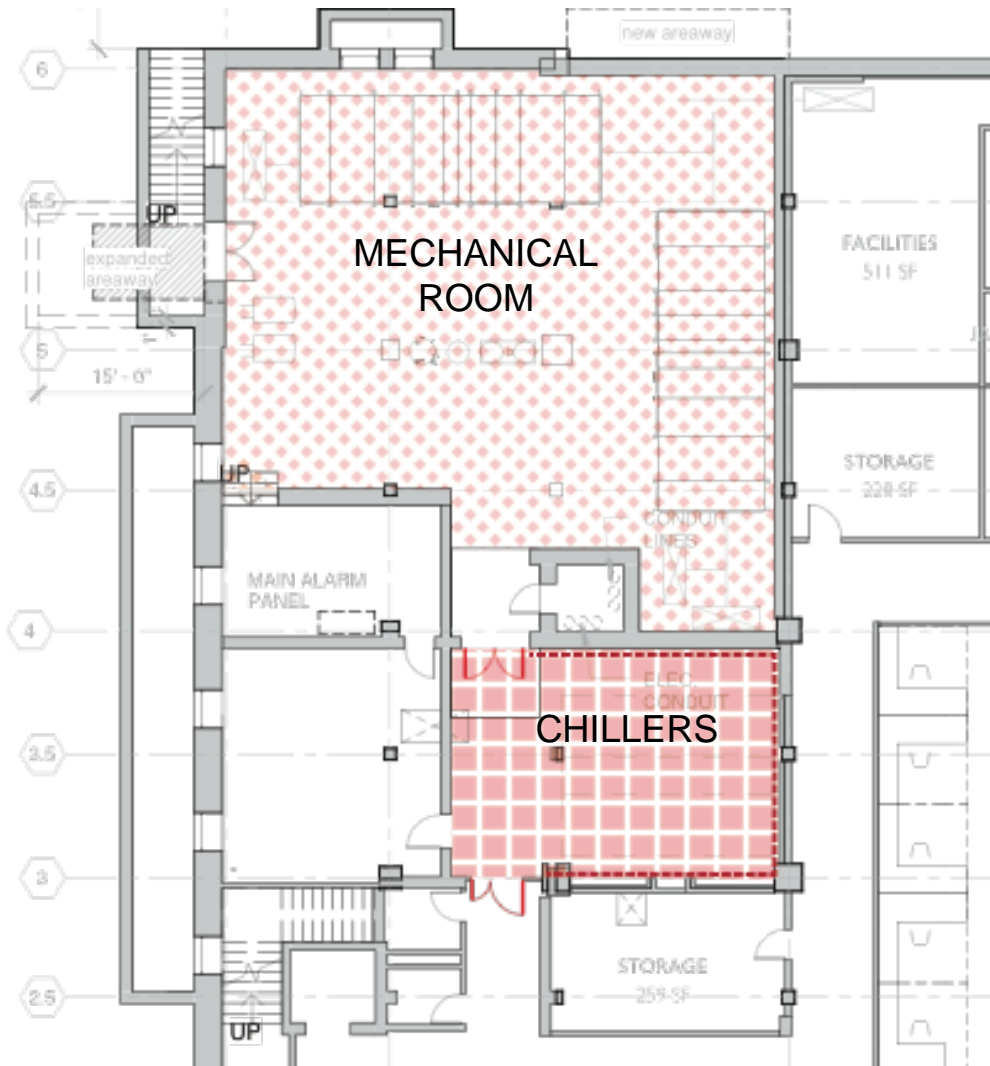 new areaway
6
5.5
UP
MECHANICAL
ROOM
FACILITIES
511 SF
expanded
areaway
5
15' - 0"
STORAGE
228 SF
4.5
UP
CONDUIT
LINES
MAIN ALARM
PANEL
4
ELEC.
CONDUIT
CHILLERS
3.5
3
STORAGE
259 SF
2.5
UP